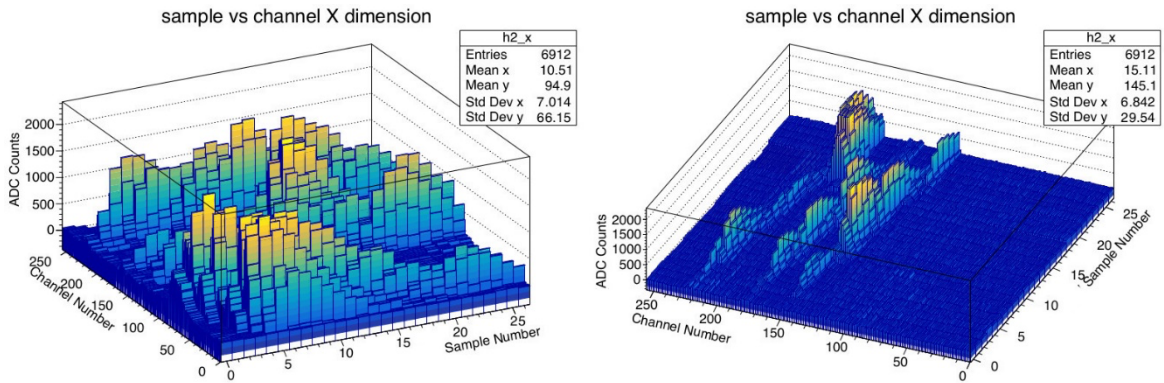 sample vs channel X dimension
h2_x
Entries 6912
Mean x 10.51
Mean y 94.9
Std Dev x 7.014
Std Dev y 66.15
ADC Counts
2000
1500
1000
500
0
250
200
150
100
50
0
Channel Number
0
5
10
15
20
25
Sample Number
sample vs channel X dimension
h2_x
Entries 6912
Mean x 15.11
Mean y 145.1
Std Dev x 6.842
Std Dev y 29.54
ADC Counts
2000
1500
1000
500
0
250
200
150
100
50
0
Channel Number
0
5
10
15
20
25
Sample Number